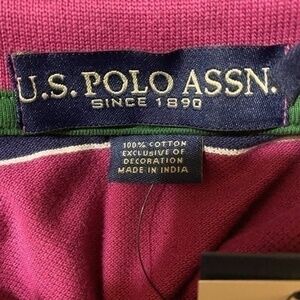 U.S. POLO ASSN.
SINCE 1890
100% COTTON
EXCLUSIVE OF
DECORATION
MADE IN INDIA